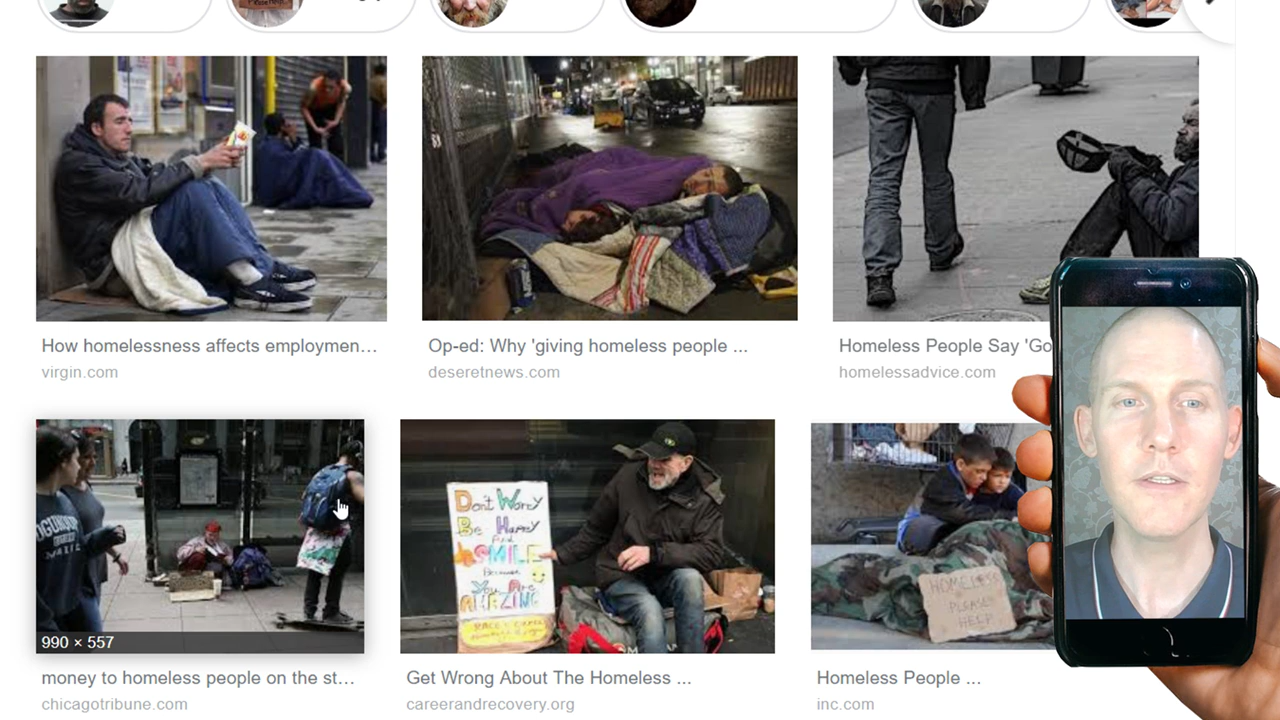 How homelessness affects employmen...
virgin.com
Op-ed: Why 'giving homeless people ...
deseretnews.com
Homeless People Say 'Go
homelessadvice.com
Don't Worry
Be Happy
And
SMILE
Because
You Are
AMAZING
HOMELESS
PLEASE
HELP
990 × 557
money to homeless people on the st...
chicagotribune.com
Get Wrong About The Homeless ...
careerandrecovery.org
Homeless People ...
inc.com